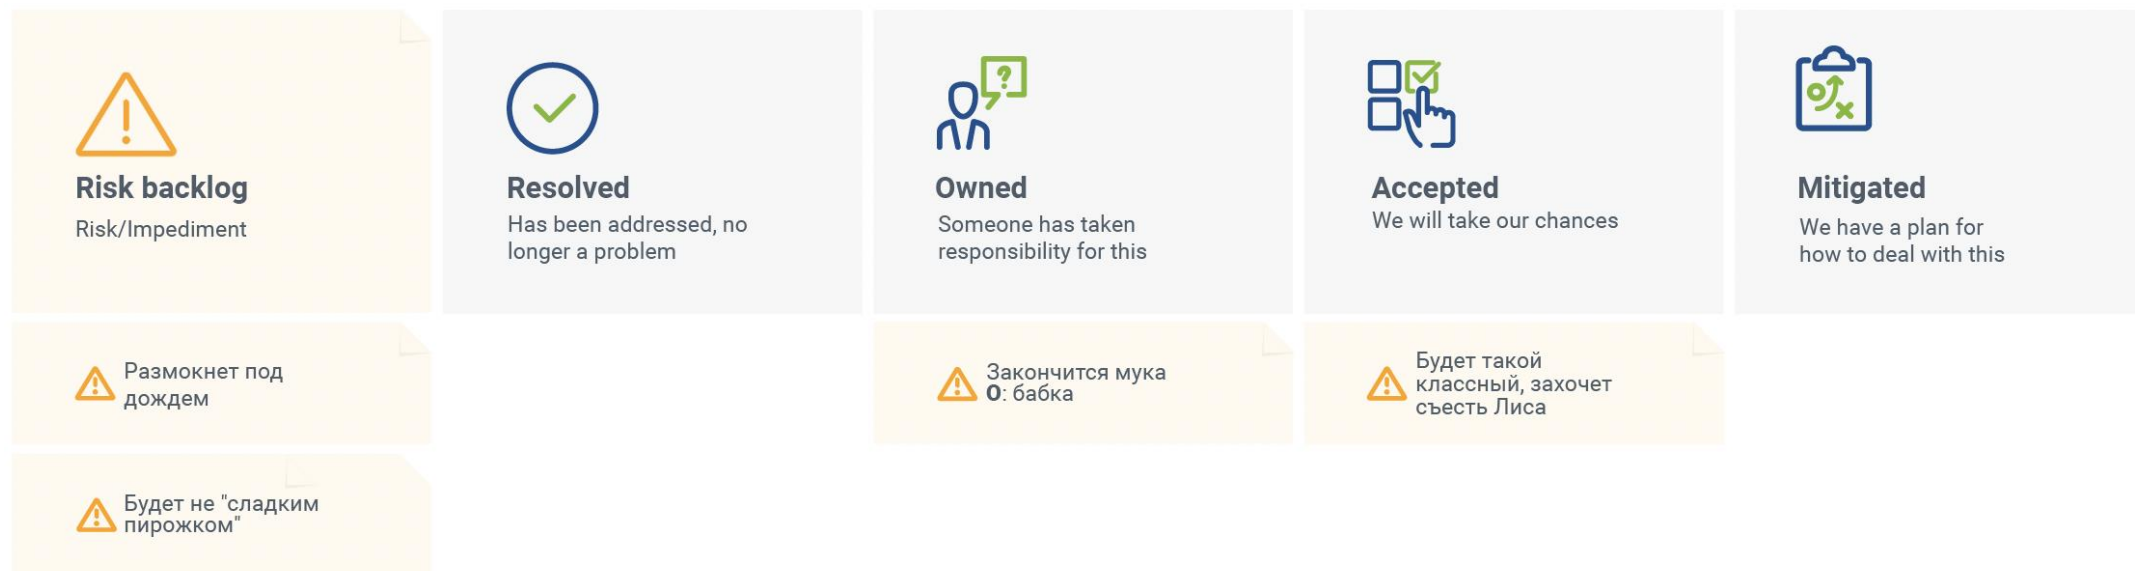 Risk backlog
Risk/Impediment
Resolved
Has been addressed, no
longer a problem
Owned
Someone has taken
responsibility for this
Accepted
We will take our chances
Mitigated
We have a plan for
how to deal with this
Размокнет под
дождем
Закончится мука
О: бабка
Будет такой
классный, захочет
съесть Лиса
Будет не "сладким
пирожком"